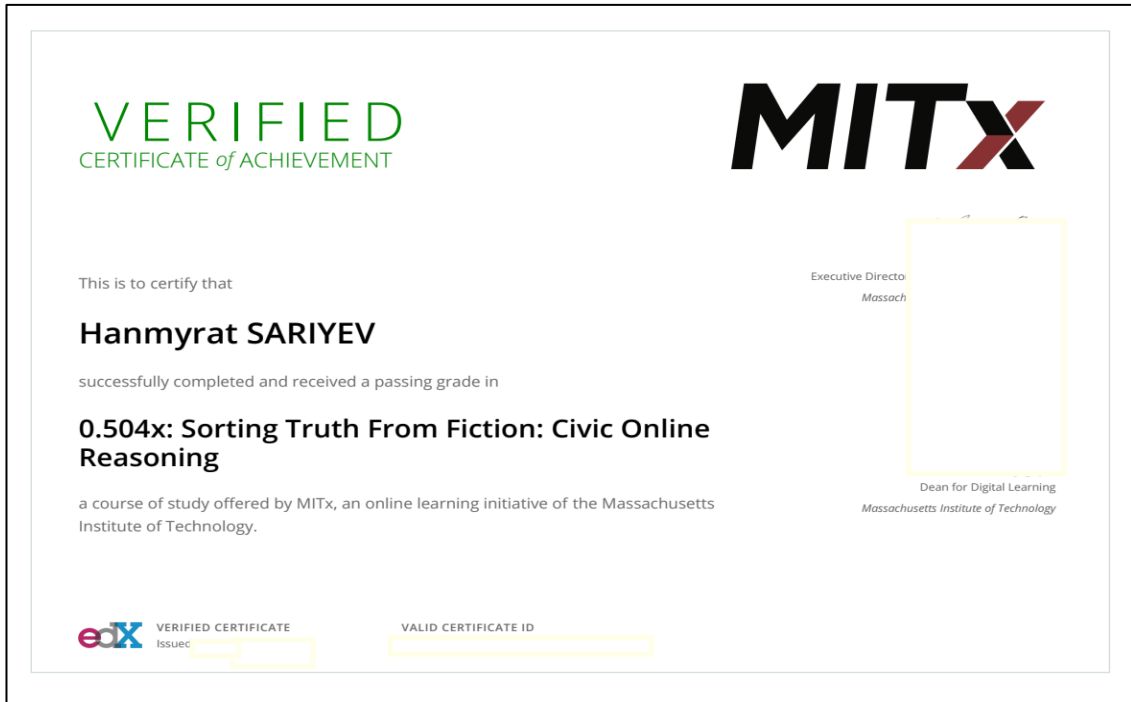 VERIFIED
CERTIFICATE of ACHIEVEMENT
MITx
This is to certify that
Hanmyrat SARIYEV
successfully completed and received a passing grade in
0.504x: Sorting Truth From Fiction: Civic Online
Reasoning
a course of study offered by MITx, an online learning initiative of the Massachusetts
Institute of Technology.
Executive
Dean for Digital Learning
Massachusetts Institute of Technology
edX
VERIFIED CERTIFICATE
Issued
VALID CERTIFICATE ID